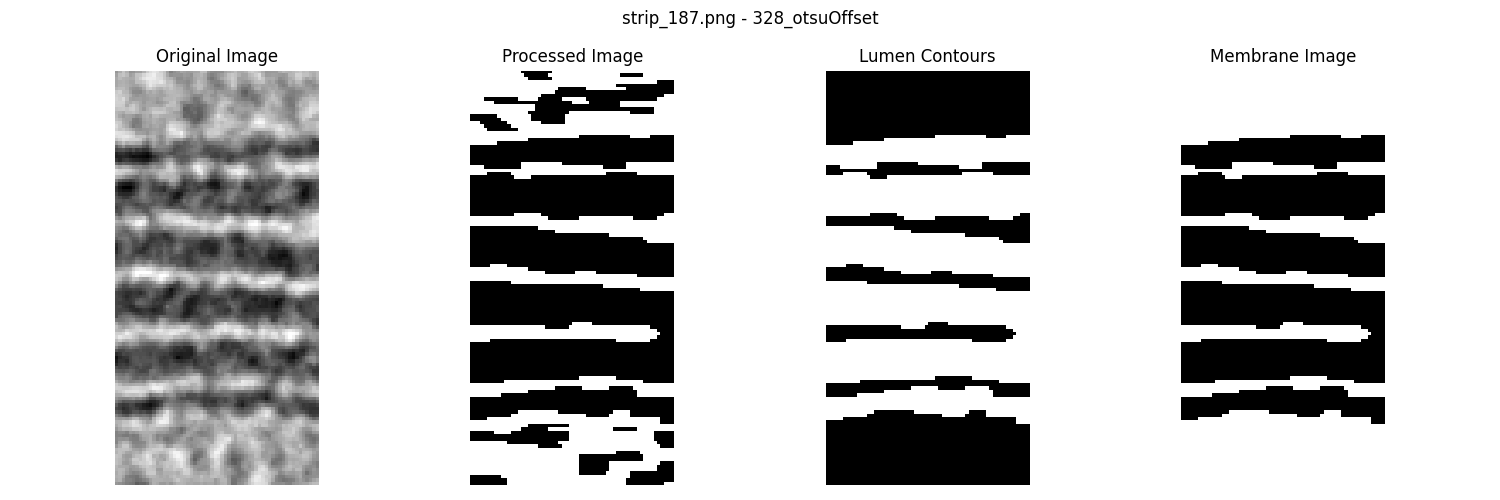 strip_187.png - 328_otsuOffset
Original Image
Processed Image
Lumen Contours
Membrane Image